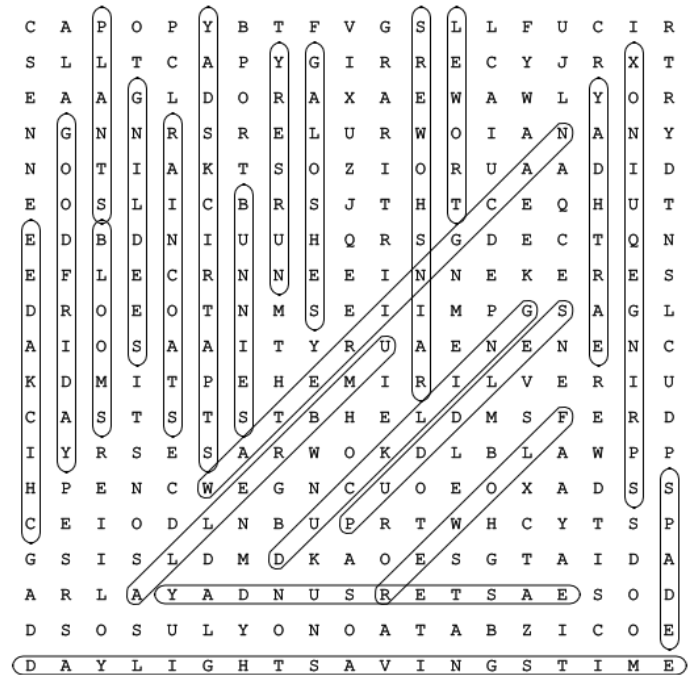 C A P O P Y B T F V G S L L F U C I R
S L L T C A P Y G I R R E C Y J R X T
E A A G L D O R A X A E W A W L Y O R
N G N N R S R E L U R W O I A N A N Y
N O T I A K T S O Z I O R U A A D I D
E O S L I C B R S J T H T C E Q H U T
E D B D N I U U H Q R S G D E C T Q N
E F L E C R N N E E I N N E K E R E S
D R O E O T N M S E I I M P G S A G L
A I O S A A I T Y R U A E N E N E N C
K D M I T P E H E M I R I L V E R I U
C A S T S T S T B H E L D M S F E R D
I Y R S E S A R W O K D L B L A W P P
H P E N C W E G N C U O E O X A D S S
C E I O D L N B U P R T W H C Y T S P
G S I S L D M D K A O E S G T A I D A
A R L A Y A D N U S R E T S A E S O D
D S O S U L Y O N O A T A B Z I C O E
D A Y L I G H T S A V I N G S T I M E